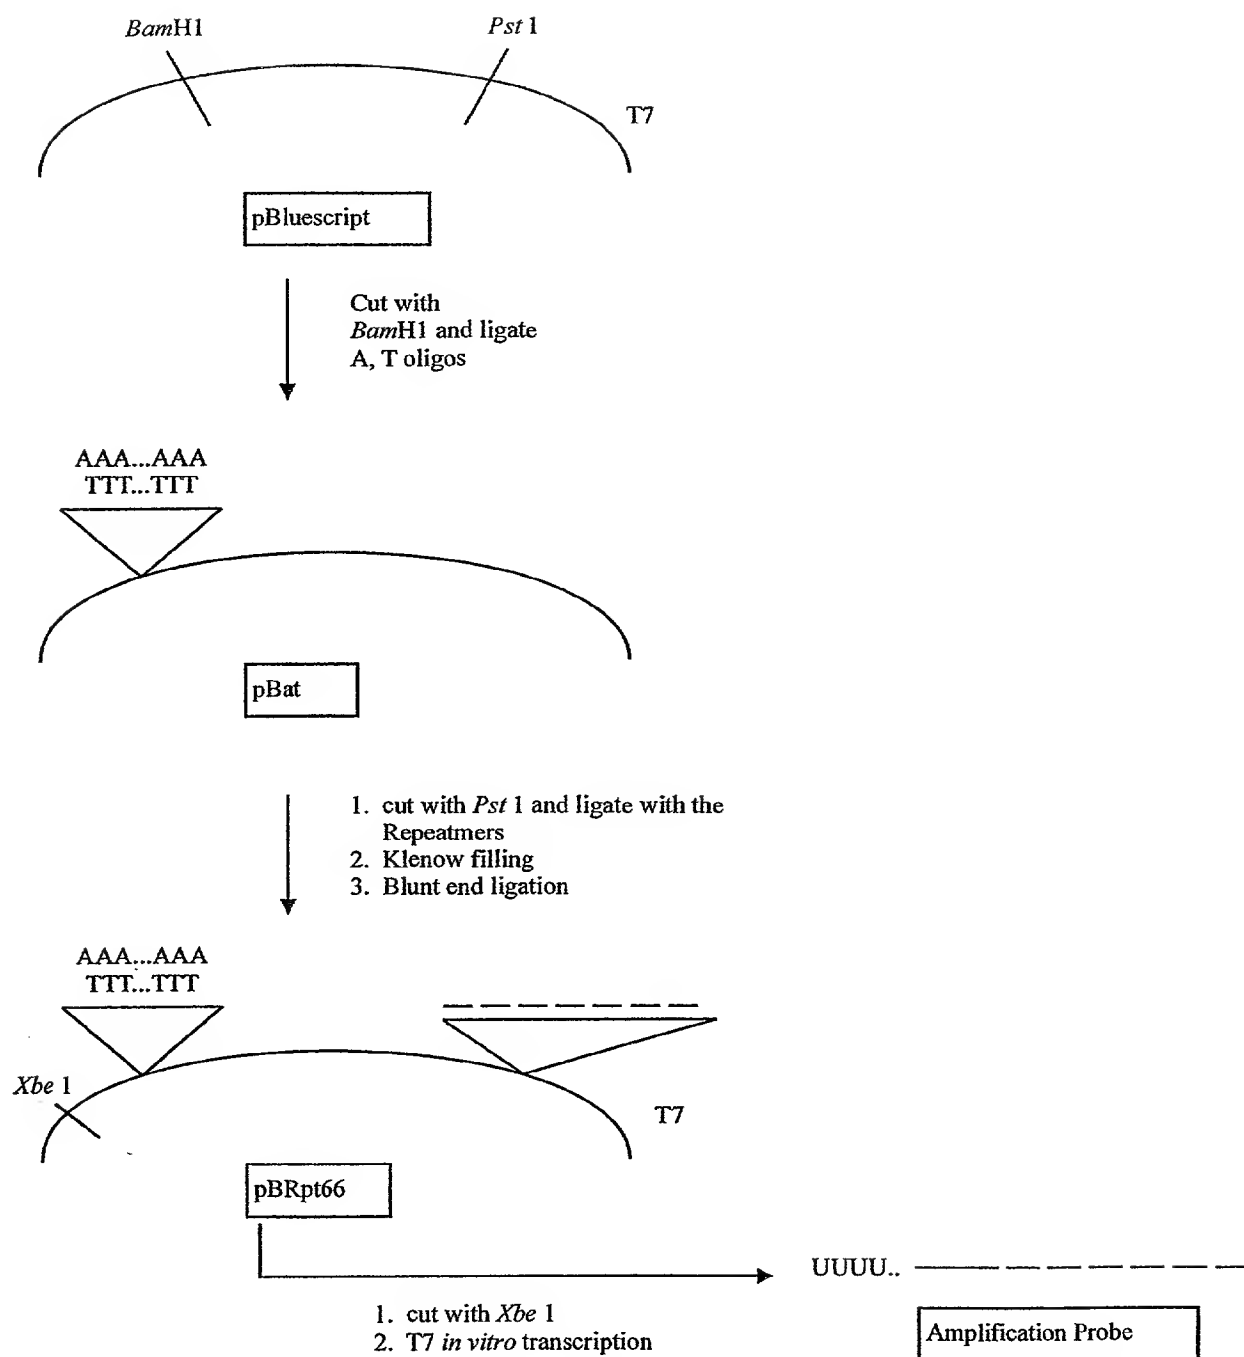 BamH1
Pst 1
T7
pBluescript
Cut with
BamH1 and ligate
A, T oligos
AAA...AAA
TTT...TTT
pBat
1. cut with Pst 1 and ligate with the
Repeatmers
2. Klenow filling
3. Blunt end ligation
AAA...AAA
TTT...TTT
Xbe 1
T7
pBRpt66
UUUU..
1. cut with Xbe 1
2. T7 in vitro transcription
Amplification Probe